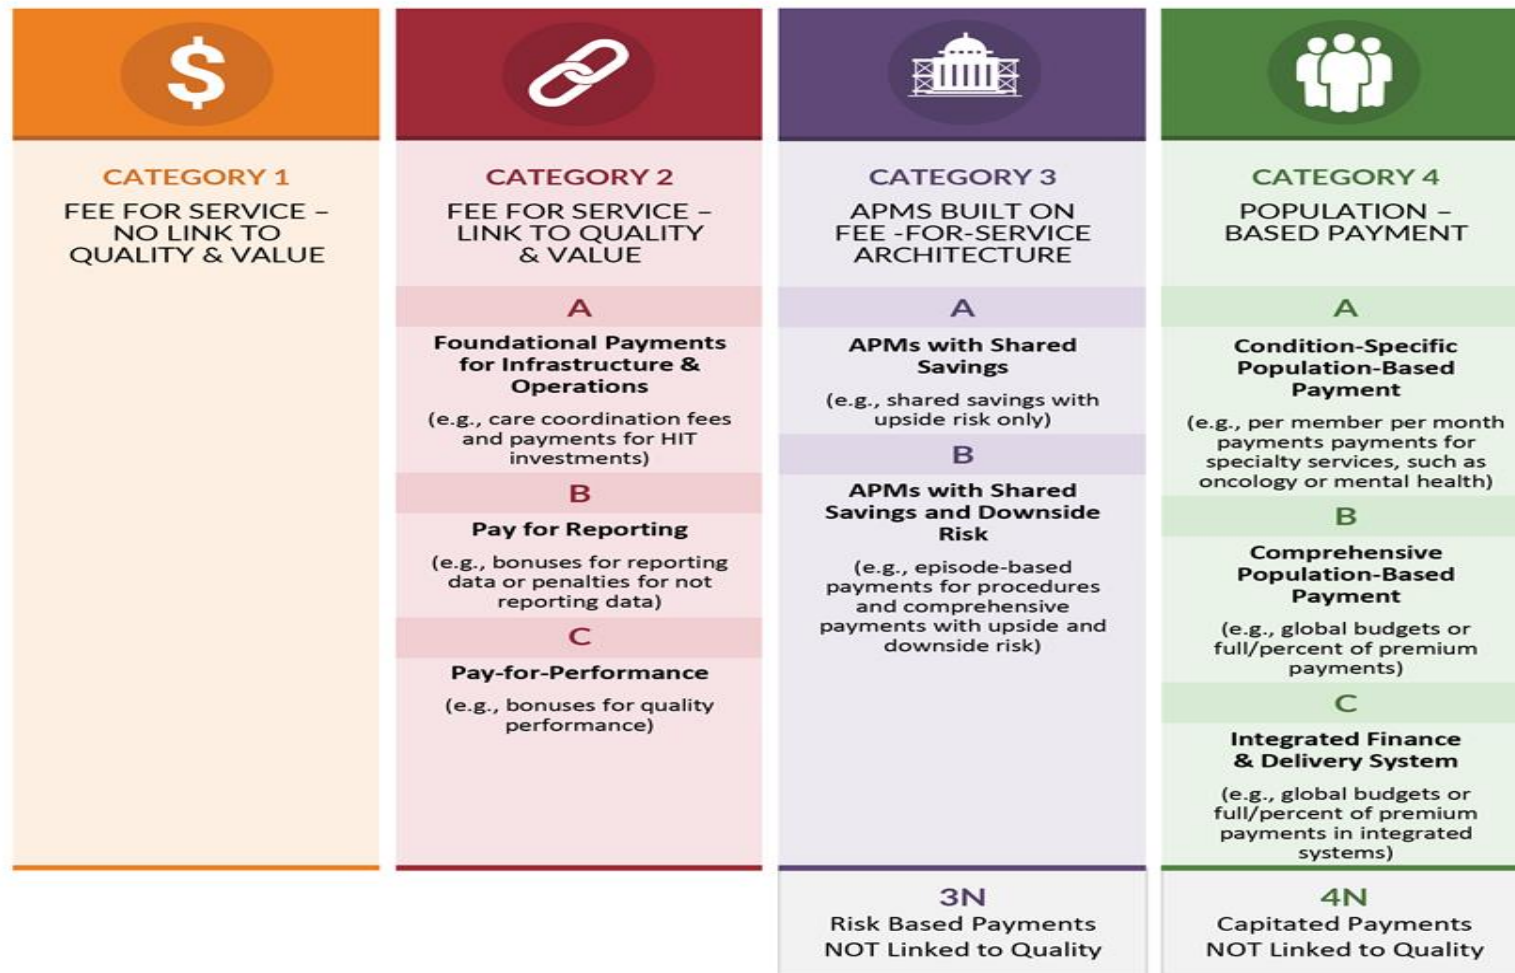 $
CATEGORY 1
FEE FOR SERVICE –
NO LINK TO
QUALITY & VALUE
CATEGORY 2
FEE FOR SERVICE –
LINK TO QUALITY
& VALUE
A
Foundational Payments
for Infrastructure &
Operations
(e.g., care coordination fees
and payments for HIT
investments)
B
Pay for Reporting
(e.g., bonuses for reporting
data or penalties for not
reporting data)
C
Pay-for-Performance
(e.g., bonuses for quality
performance)
CATEGORY 3
APMS BUILT ON
FEE -FOR-SERVICE
ARCHITECTURE
A
APMs with Shared
Savings
(e.g., shared savings with
upside risk only)
B
APMs with Shared
Savings and Downside
Risk
(e.g., episode-based
payments for procedures
and comprehensive
payments with upside and
downside risk)
3N
Risk Based Payments
NOT Linked to Quality
CATEGORY 4
POPULATION –
BASED PAYMENT
A
Condition-Specific
Population-Based
Payment
(e.g., per member per month
payments payments for
specialty services, such as
oncology or mental health)
B
Comprehensive
Population-Based
Payment
(e.g., global budgets or
full/percent of premium
payments)
C
Integrated Finance
& Delivery System
(e.g., global budgets or
full/percent of premium
payments in integrated
systems)
4N
Capitated Payments
NOT Linked to Quality